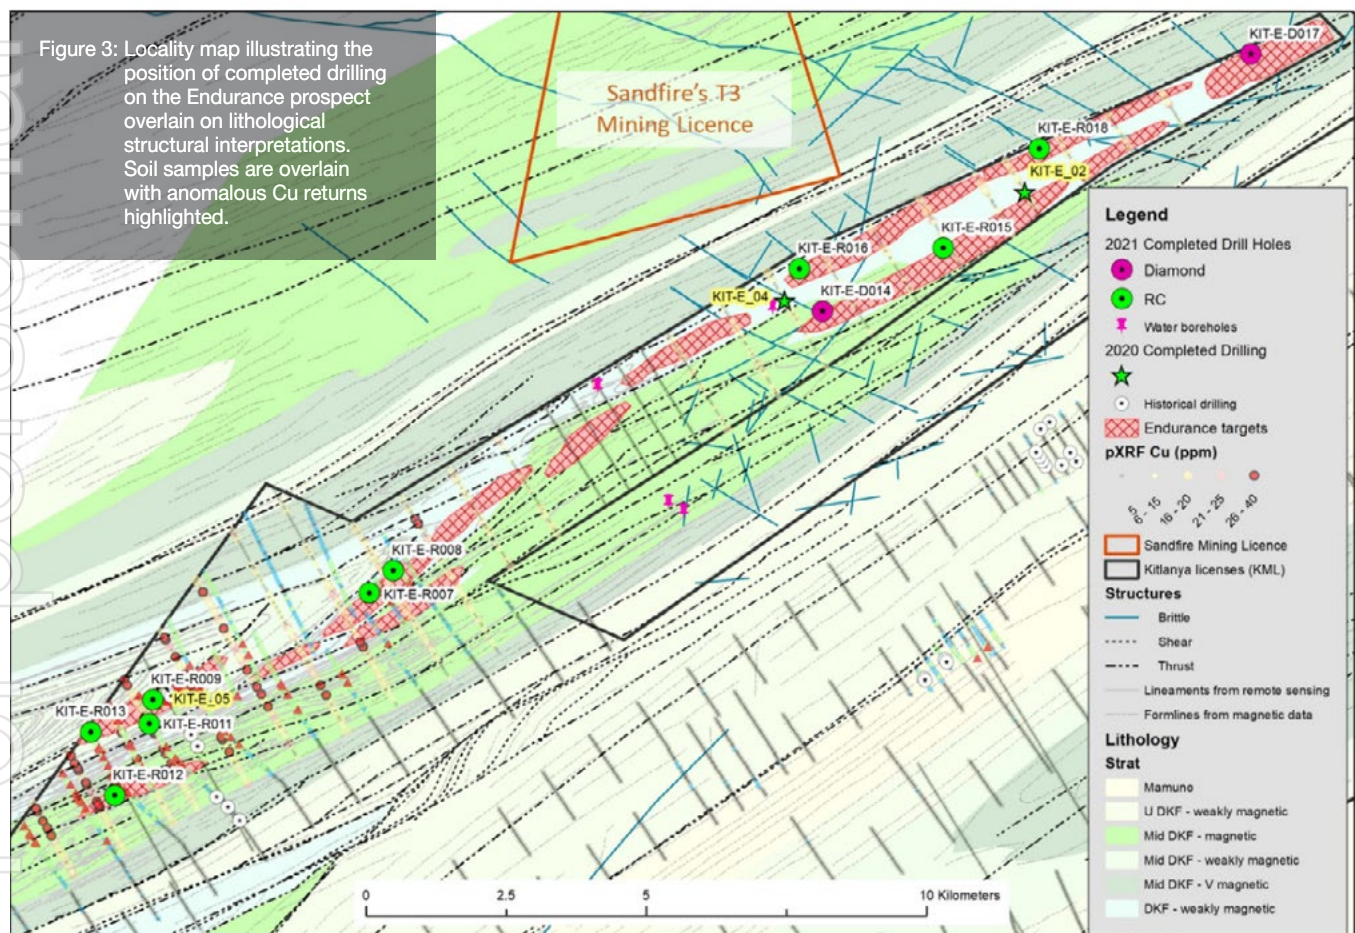 Figure 3: Locality map illustrating the
position of completed drilling
on the Endurance prospect
overlain on lithological
structural interpretations.
Soil samples are overlain
with anomalous Cu returns
highlighted.
Sandfire's T3
Mining Licence
KIT-E-D017
KIT-E-R018
KIT-E_02
KIT-E-R015
KIT-E-R016
KIT-E-D014
KIT-E_04
KIT-E-R008
KIT-E-R007
KIT-E-R009
KIT-E_05
KIT-E-R013
KIT-E-R011
KIT-E-R012
Legend
2021 Completed Drill Holes
Diamond
RC
Water boreholes
2020 Completed Drilling
Historical drilling
Endurance targets
pXRF Cu (ppm)
5
6 - 15
16 - 20
21 - 25
26 - 40
Sandfire Mining Licence
Kitlanya licenses (KML)
Structures
Brittle
Shear
Thrust
Lineaments from remote sensing
Formlines from magnetic data
Lithology
Strat
Mamuno
U DKF - weakly magnetic
Mid DKF - magnetic
Mid DKF - weakly magnetic
Mid DKF - V magnetic
DKF - weakly magnetic
0 2.5 5 10 Kilometers